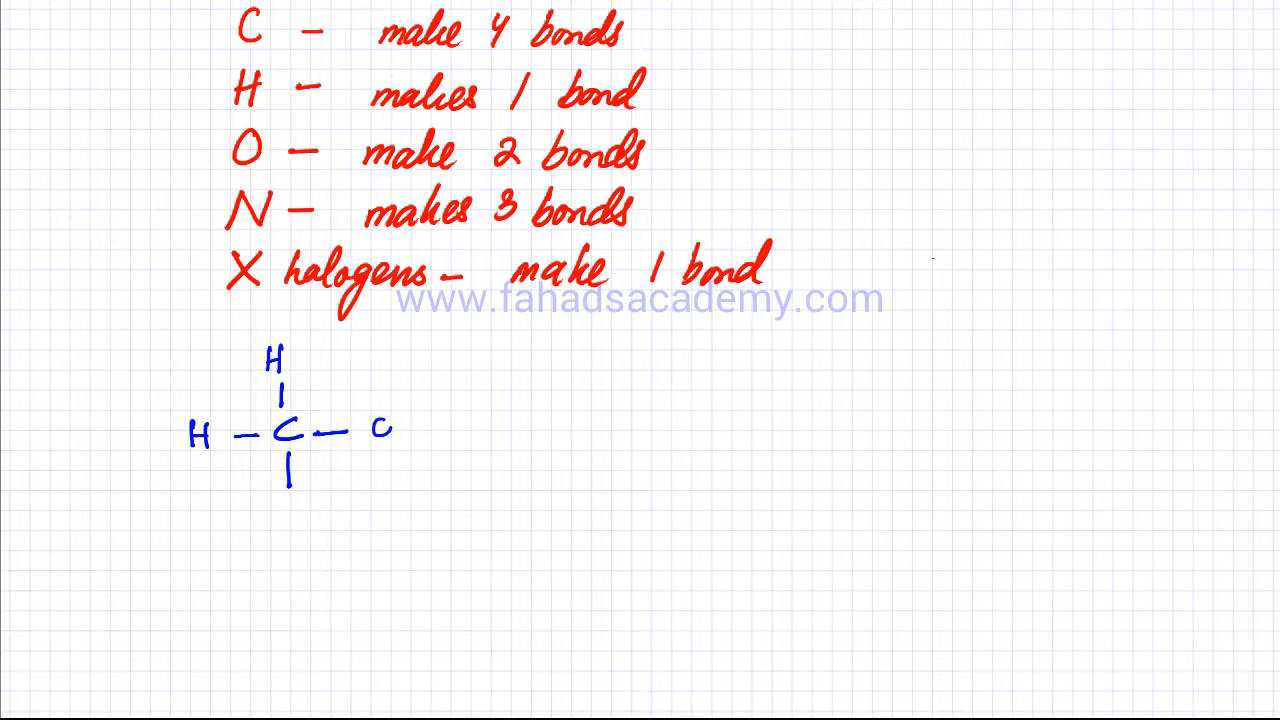 C - make 4 bonds
H - makes 1 bond
O - make 2 bonds
N - makes 3 bonds
X halogens - make 1 bond
www.fahadsacademy.com
H
H - C - C